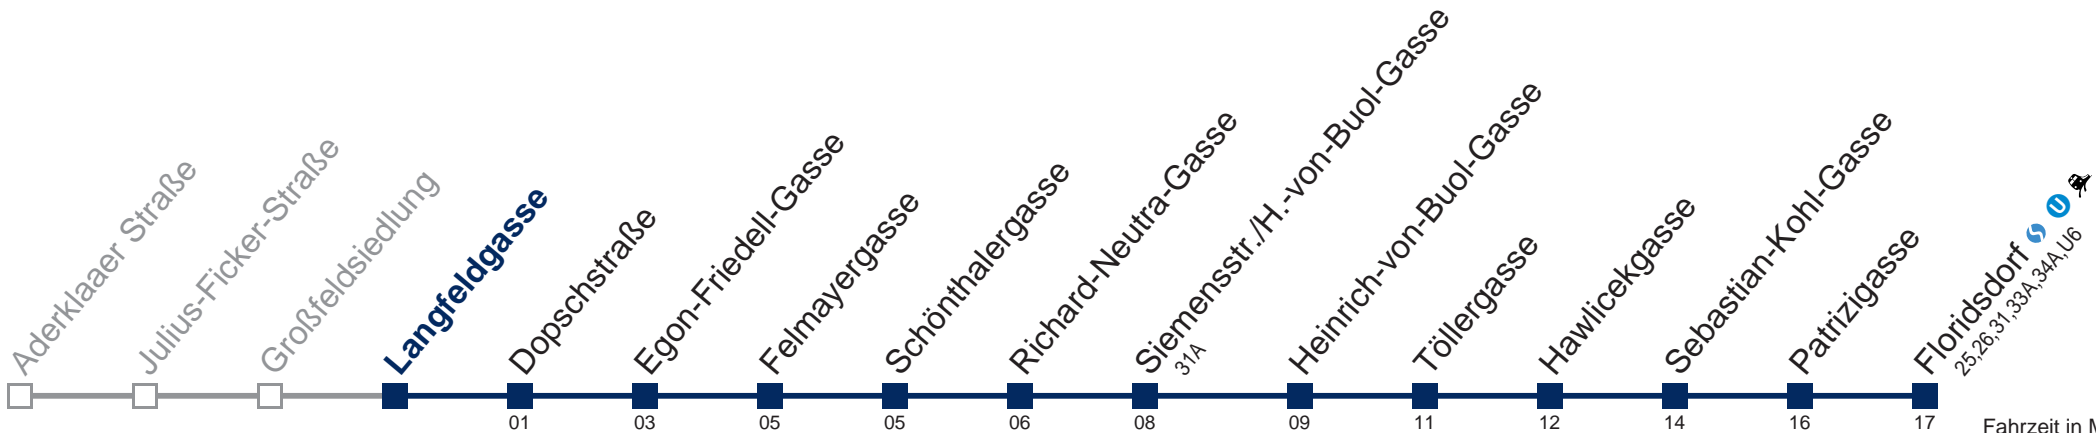 Aderklaaer Straße
Julius-Ficker-Straße
Großfeldsiedlung
Langfeldgasse
Dopschstraße
Egon-Friedell-Gasse
Felmayergasse
Schönthalergasse
Richard-Neutra-Gasse
Siemensstr./H.-von-Buol-Gasse
31A
Heinrich-von-Buol-Gasse
Töllergasse
Hawlicekgasse
Sebastian-Kohl-Gasse
Patrizigasse
Floridsdorf S U
25,26,31,33A,34A,U6
01 03 05 05 06 08 09 11 12 14 16 17
Fahrzeit in M